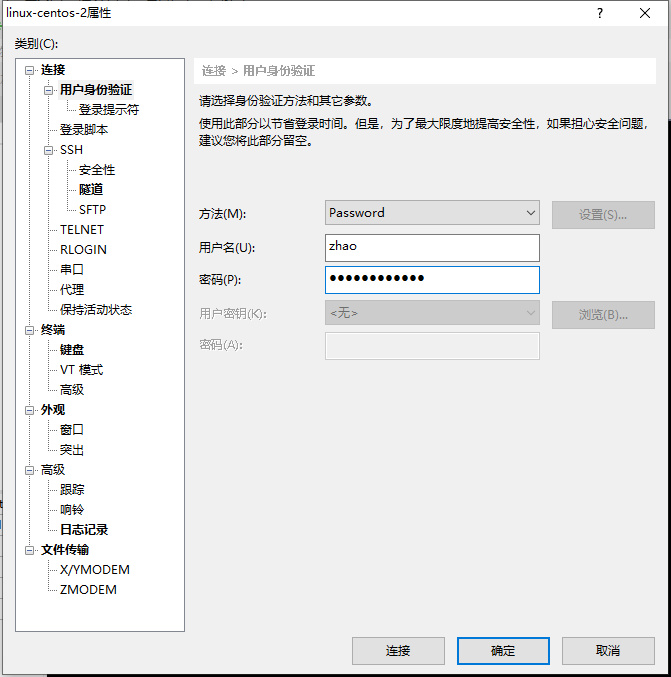 linux-centos-2属性
?
类别(C):
连接
用户身份验证
登录提示符
登录脚本
SSH
安全性
隧道
SFTP
TELNET
RLOGIN
串口
代理
保持活动状态
终端
键盘
VT 模式
高级
外观
窗口
突出
高级
跟踪
响铃
日志记录
文件传输
X/YMODEM
ZMODEM
连接 > 用户身份验证
请选择身份验证方法和其它参数。
使用此部分以节省登录时间。但是，为了最大限度地提高安全性，如果担心安全问题，
建议您将此部分留空。
方法(M):
Password
设置(S)...
用户名(U):
zhao
密码(P):
●●●●●●●●●●●●
用户密钥(K):
<无>
浏览(B)...
密码(A):
连接
确定
取消